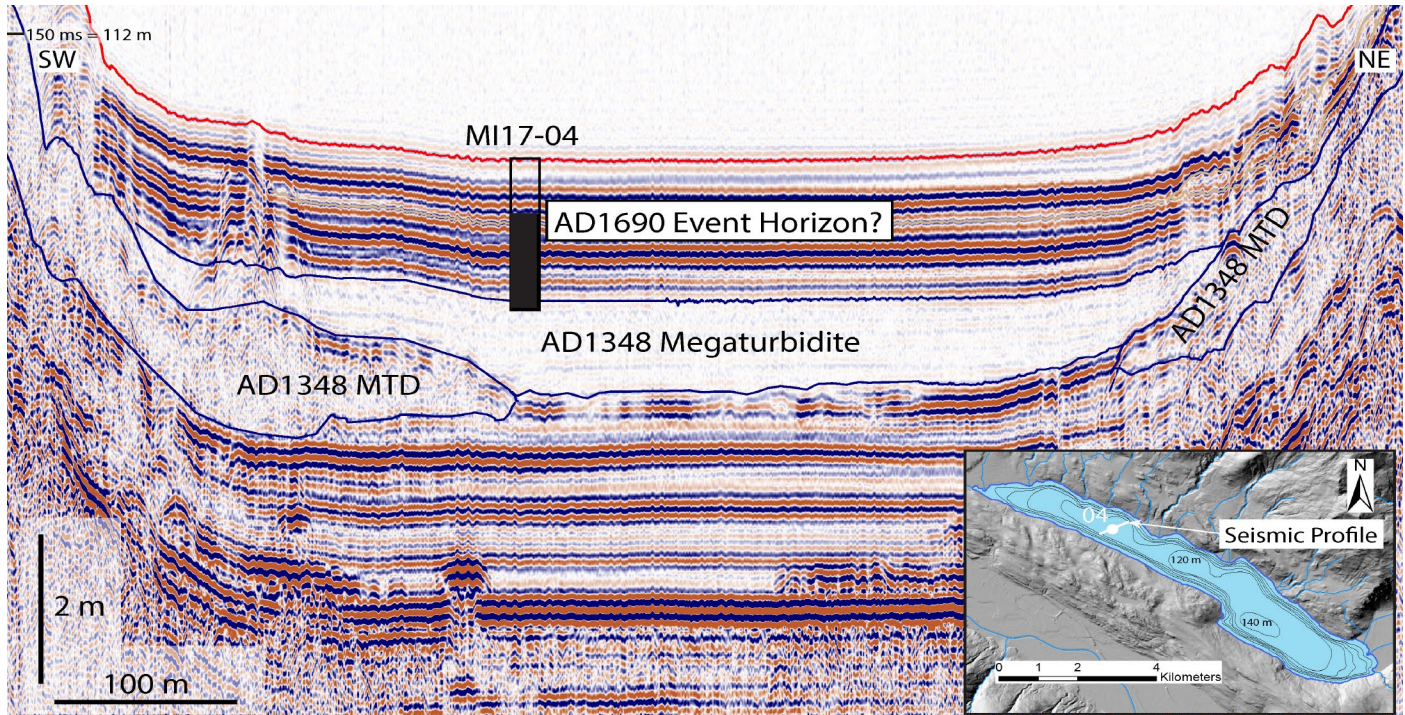 150 ms = 112 m
SW
NE
MI17-04
AD1690 Event Horizon?
AD1348 MTD
AD1348 Megaturbidite
AD1348 MTD
N
04
Seismic Profile
120 m
140 m
2 m
100 m
0 1 2 4
Kilometers